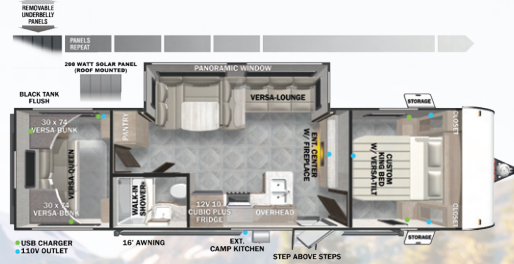 REMOVABLE
UNDERBELLY
PANELS
PANELS
REPEAT
200 WATT SOLAR PANEL
(ROOF MOUNTED)
PANORAMIC WINDOW
BLACK TANK
FLUSH
STORAGE
VERSA-LOUNGE
30 x 74
VERSA-BUNK
PANTRY
CLOSET
VERSA-QUEEN
ENT. CENTER
W/ FIREPLACE
CUSTOM
KING BED
W/ VERSA-TILT
WALK-IN
SHOWER
30 x 74
VERSA-BUNK
12V 10
CUBIC PLUS
FRIDGE
OVERHEAD
CLOSET
USB CHARGER
110V OUTLET
16' AWNING
EXT.
CAMP KITCHEN
STEP ABOVE STEPS
STORAGE